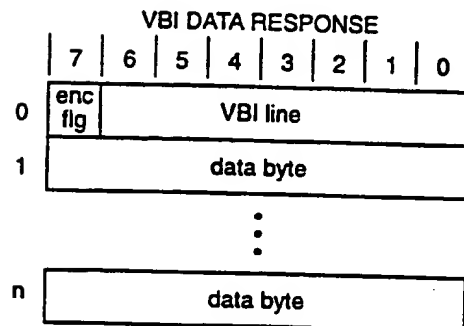 VBI DATA RESPONSE
7 6 5 4 3 2 1 0
0 enc flg VBI line
1 data byte
n data byte